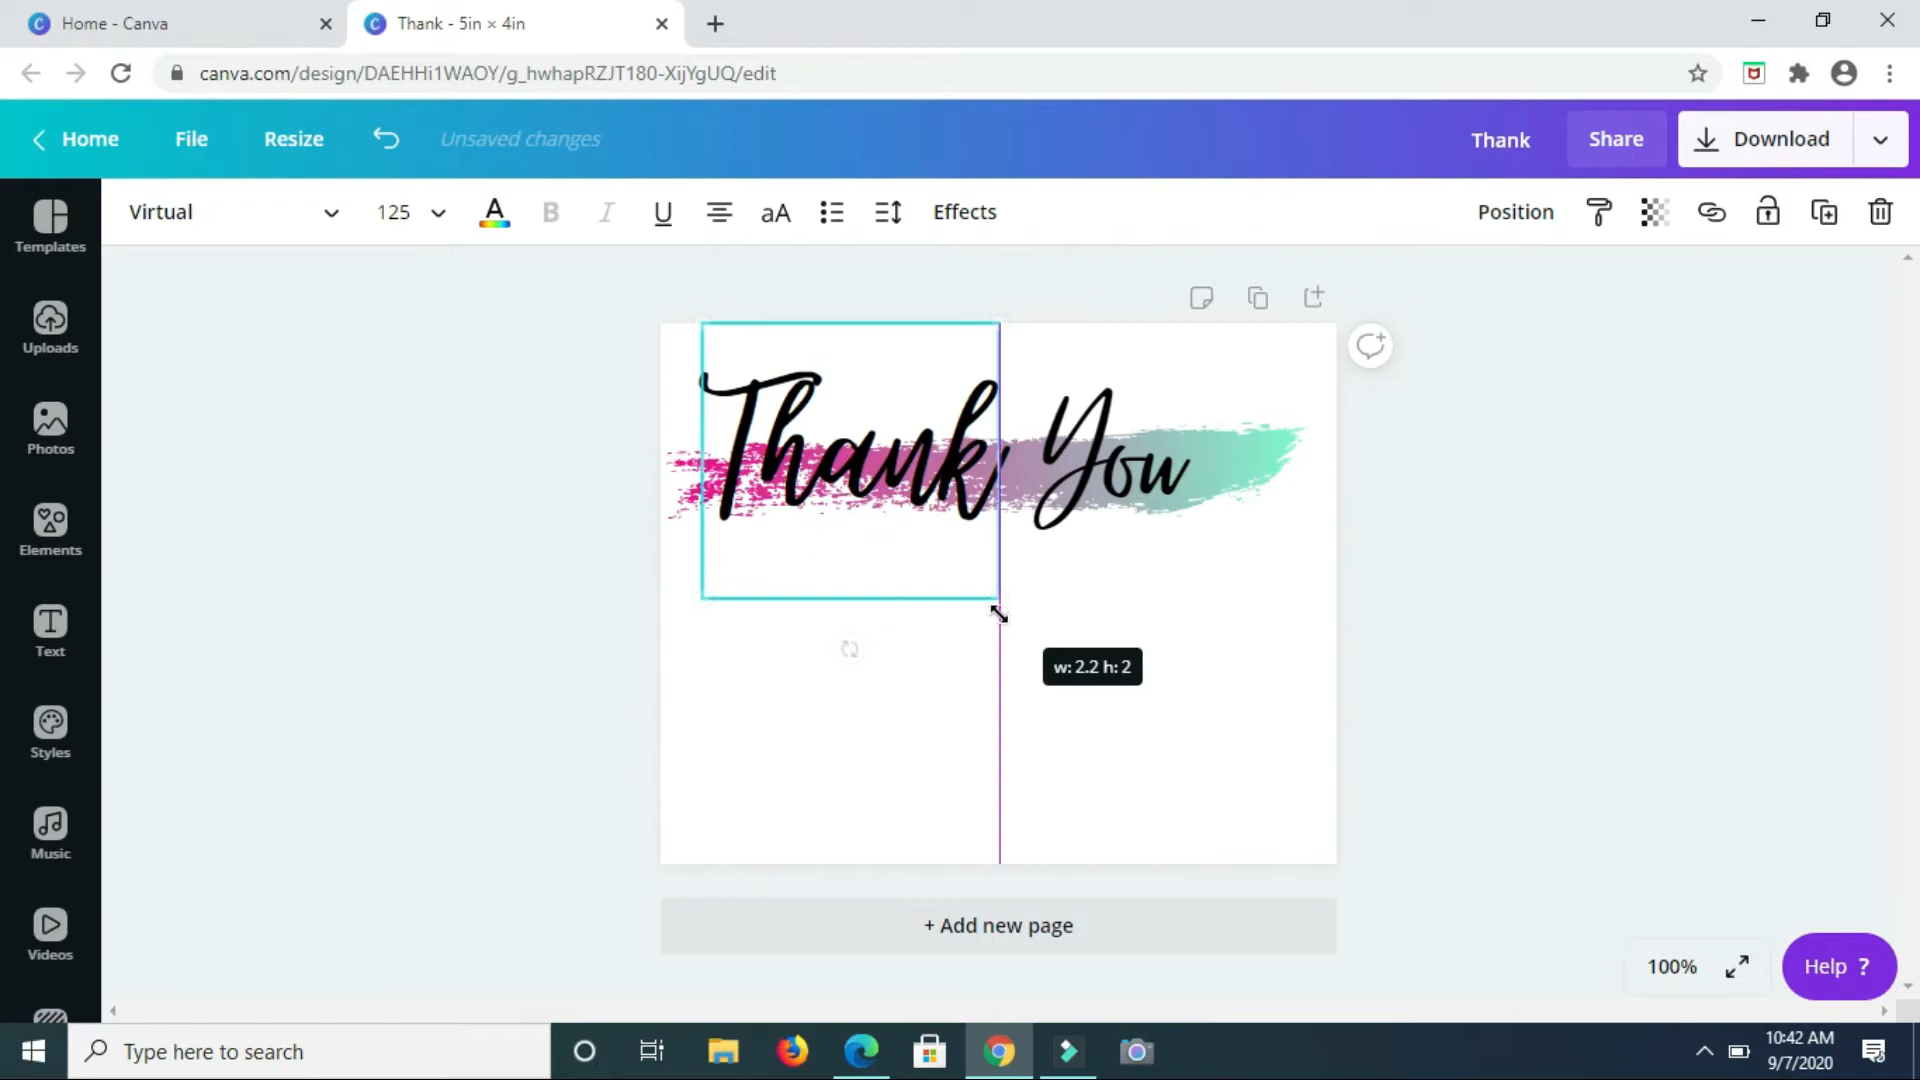 Home - Canva
Thank - 5in × 4in
canva.com/design/DAEHHi1WAOY/g_hwhapRZJT180-XijYgUQ/edit
Home
File
Resize
Unsaved changes
Thank
Share
Download
Virtual
125
A
B
I
U
aA
Effects
Position
Templates
Uploads
Photos
Elements
Text
Styles
Music
Videos
Thank You
w: 2.2 h: 2
+ Add new page
100%
Help ?
Type here to search
10:42 AM
9/7/2020